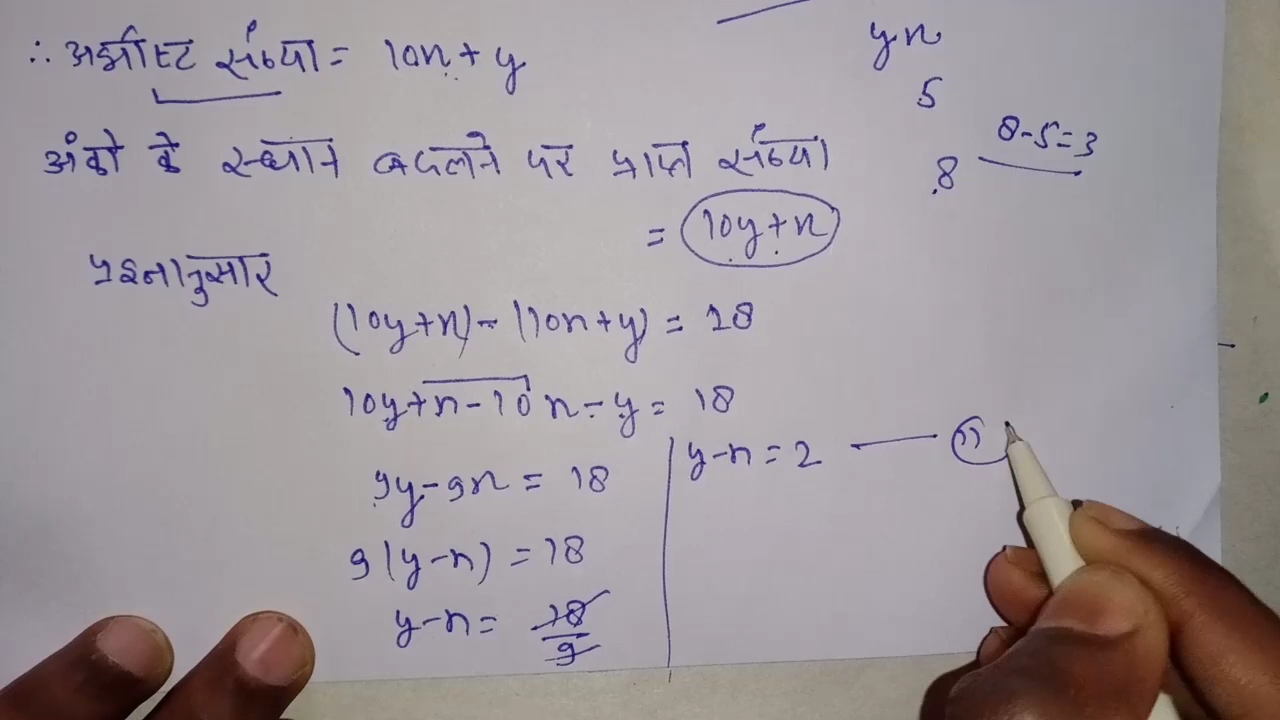 ∴ अभीष्ट संख्या = 10x + y
yx
5
8
8-5=3
अंको के स्थान बदलने पर प्राप्त संख्या
= 10y+x
प्रश्नानुसार
(10y+x) - (10x+y) = 18
10y+x-10x-y = 18
9y-9x = 18
9(y-x) = 18
y-x = 18/9
y-x = 2 — (ii)